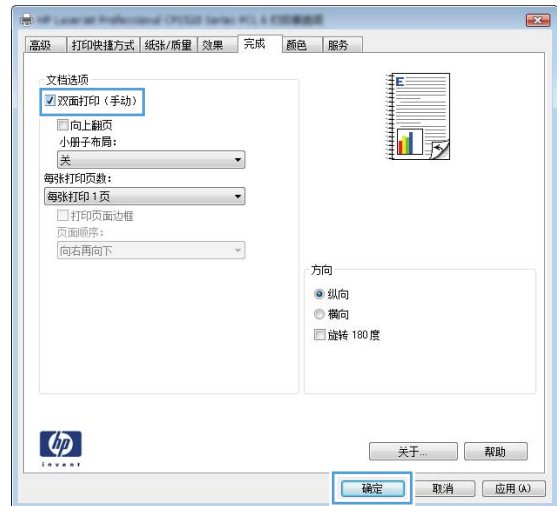 高级 打印快捷方式 纸张/质量 效果 完成 颜色 服务
文档选项
双面打印（手动）
向上翻页
小册子布局：
关
每张打印页数：
每张打印 1 页
打印页面边框
页面顺序：
向右再向下
E
方向
纵向
横向
旋转 180 度
hp
invent
关于... 帮助
确定 取消 应用 (A)